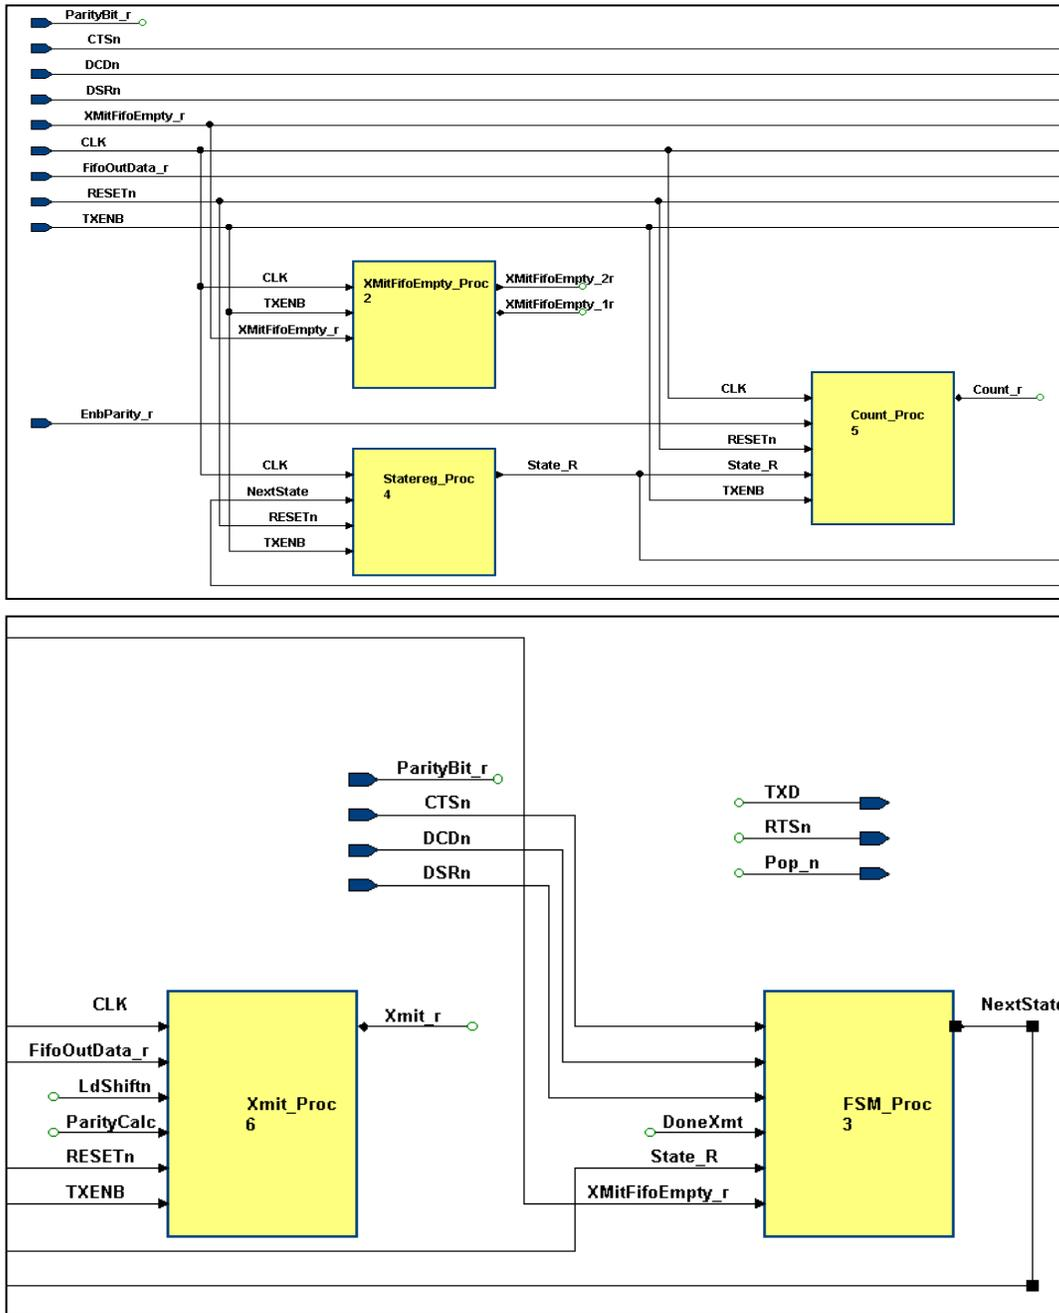 ParityBit_r
CTSn
DCDn
DSRn
XMitFifoEmpty_r
CLK
FifoOutData_r
RESETn
TXENB
CLK
TXENB
XMitFifoEmpty_r
XMitFifoEmpty_Proc
2
XMitFifoEmpty_2r
XMitFifoEmpty_1r
EnbParity_r
CLK
RESETn
State_R
TXENB
Count_Proc
5
Count_r
CLK
NextState
RESETn
TXENB
Statereg_Proc
4
State_R
ParityBit_r
CTSn
DCDn
DSRn
TXD
RTSn
Pop_n
CLK
FifoOutData_r
LdShiftn
ParityCalc
RESETn
TXENB
Xmit_Proc
6
Xmit_r
DoneXmt
State_R
XMitFifoEmpty_r
FSM_Proc
3
NextState